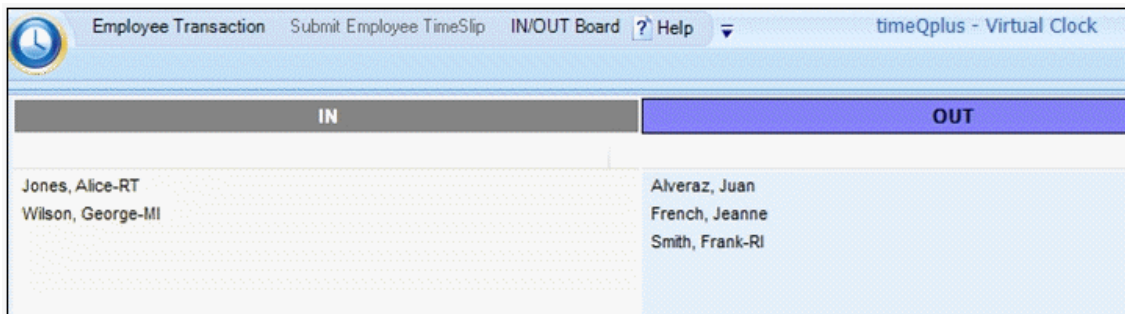 Employee Transaction Submit Employee TimeSlip IN/OUT Board ? Help timeQplus - Virtual Clock
IN OUT
Jones, Alice-RT Alveraz, Juan
Wilson, George-MI French, Jeanne
Smith, Frank-RI